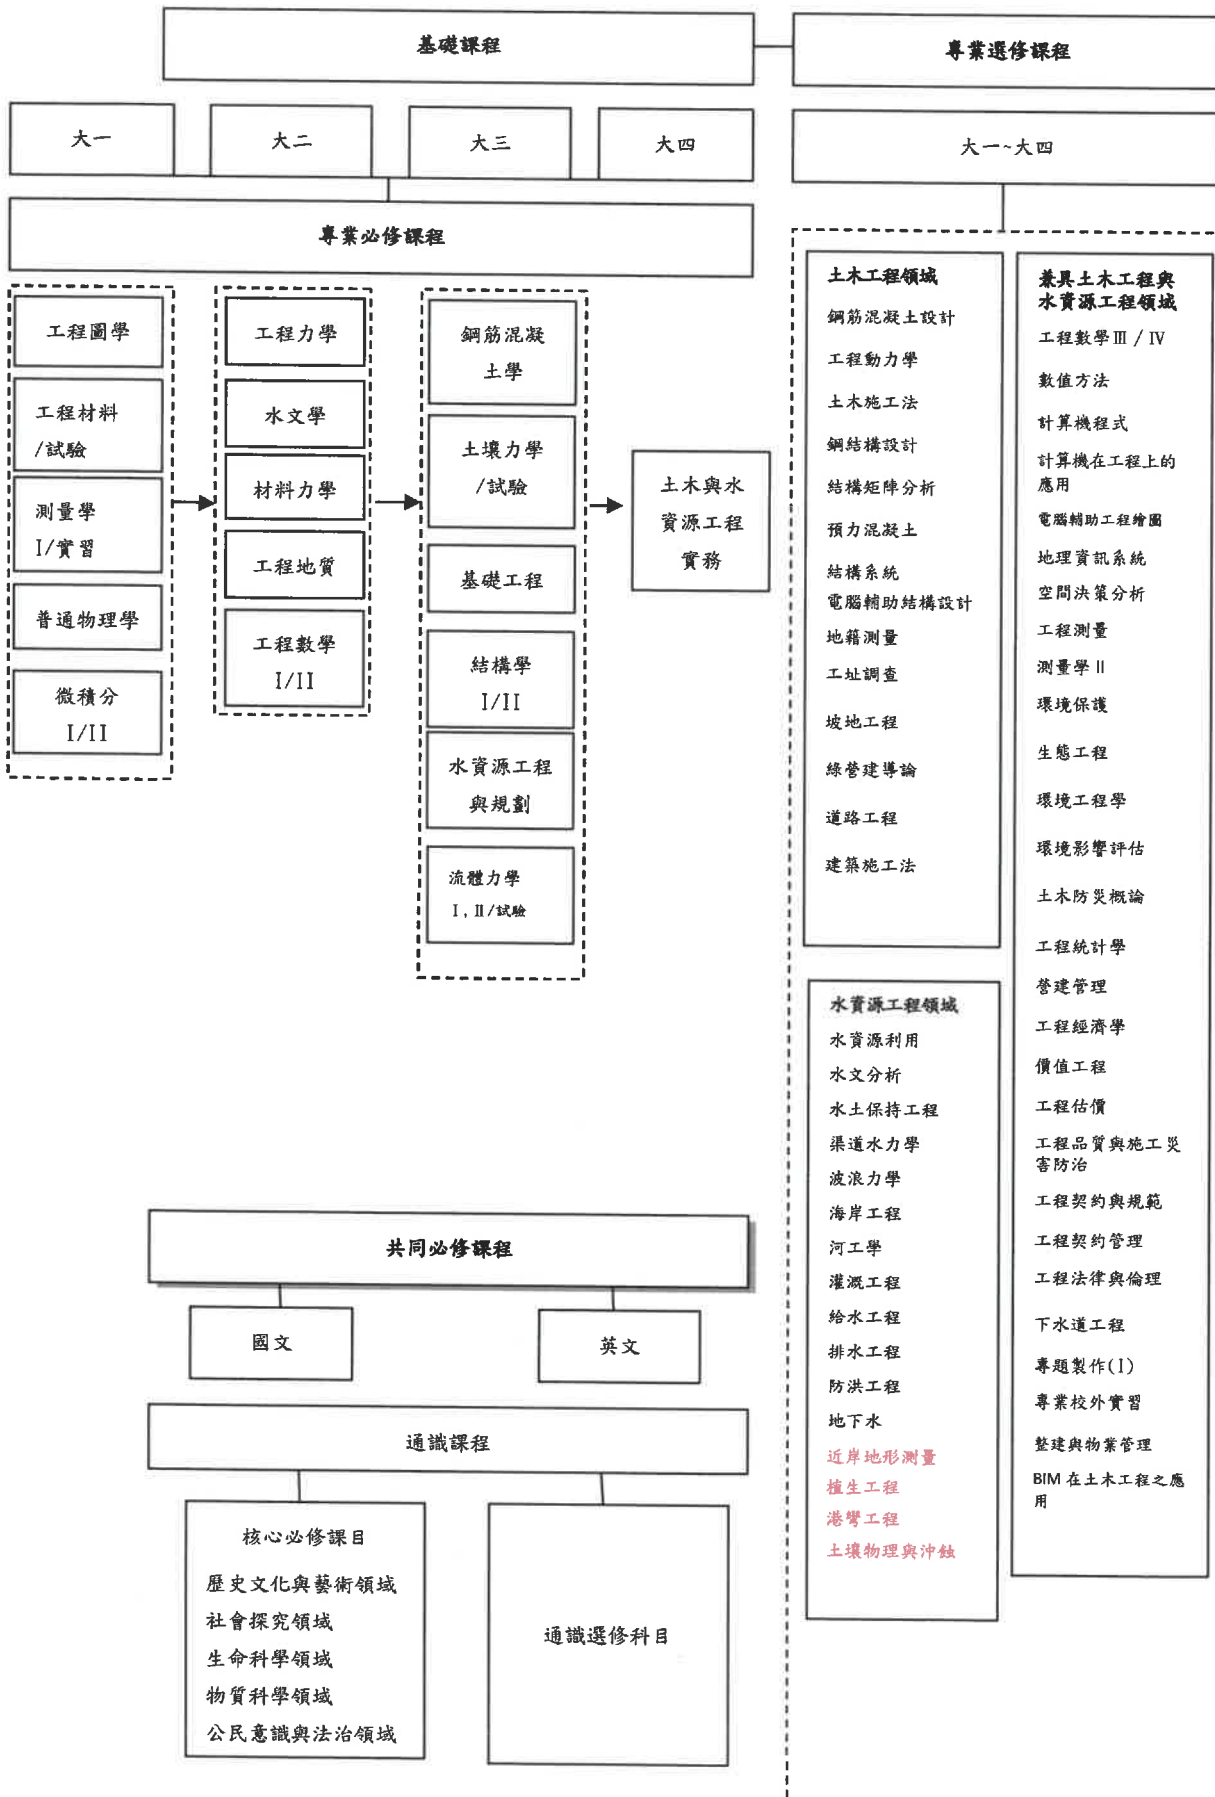 基礎課程
專業選修課程
大一
大二
大三
大四
大一~大四
專業必修課程
工程圖學
工程材料
/試驗
測量學
I/實習
普通物理學
微積分
I/II
工程力學
水文學
材料力學
工程地質
工程數學
I/II
鋼筋混凝
土學
土壤力學
/試驗
基礎工程
結構學
I/II
水資源工程
與規劃
流體力學
I, II/試驗
土木與水
資源工程
實務
土木工程領域
鋼筋混凝土設計
工程動力學
土木施工法
鋼結構設計
結構矩陣分析
預力混凝土
結構系統
電腦輔助結構設計
地籍測量
工址調查
坡地工程
綠營建導論
道路工程
建築施工法
水資源工程領域
水資源利用
水文分析
水土保持工程
渠道水力學
波浪力學
海岸工程
河工學
灌溉工程
給水工程
排水工程
防洪工程
地下水
近岸地形測量
植生工程
港彎工程
土壤物理與沖蝕
兼具土木工程與
水資源工程領域
工程數學III / IV
數值方法
計算機程式
計算機在工程上的
應用
電腦輔助工程繪圖
地理資訊系統
空間決策分析
工程測量
測量學 II
環境保護
生態工程
環境工程學
環境影響評估
土木防災概論
工程統計學
營建管理
工程經濟學
價值工程
工程估價
工程品質與施工災
害防治
工程契約與規範
工程契約管理
工程法律與倫理
下水道工程
專題製作(I)
專業校外實習
整建與物業管理
BIM 在土木工程之應
用
共同必修課程
國文
英文
通識課程
核心必修課目
歷史文化與藝術領域
社會探究領域
生命科學領域
物質科學領域
公民意識與法治領域
通識選修科目